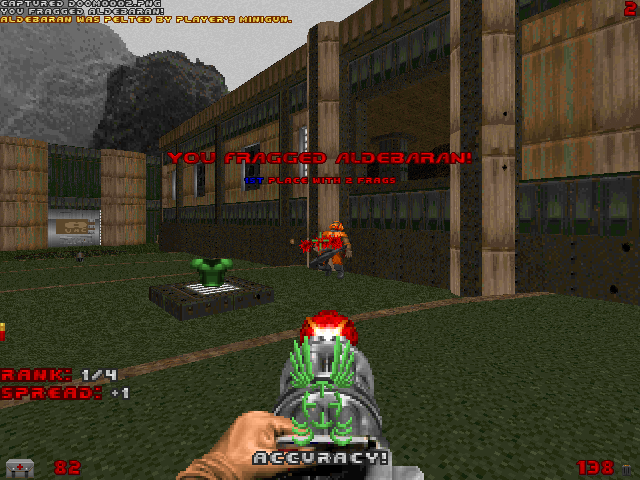 CAPTURED DOOM0002.PNG
YOU FRAGGED ALDEBARAN!
ALDEBARAN WAS PELTED BY PLAYER'S MINIGUN.
2
YOU FRAGGED ALDEBARAN!
1ST PLACE WITH 2 FRAGS
RANK: 1/4
SPREAD: +1
ACCURACY!
82
138